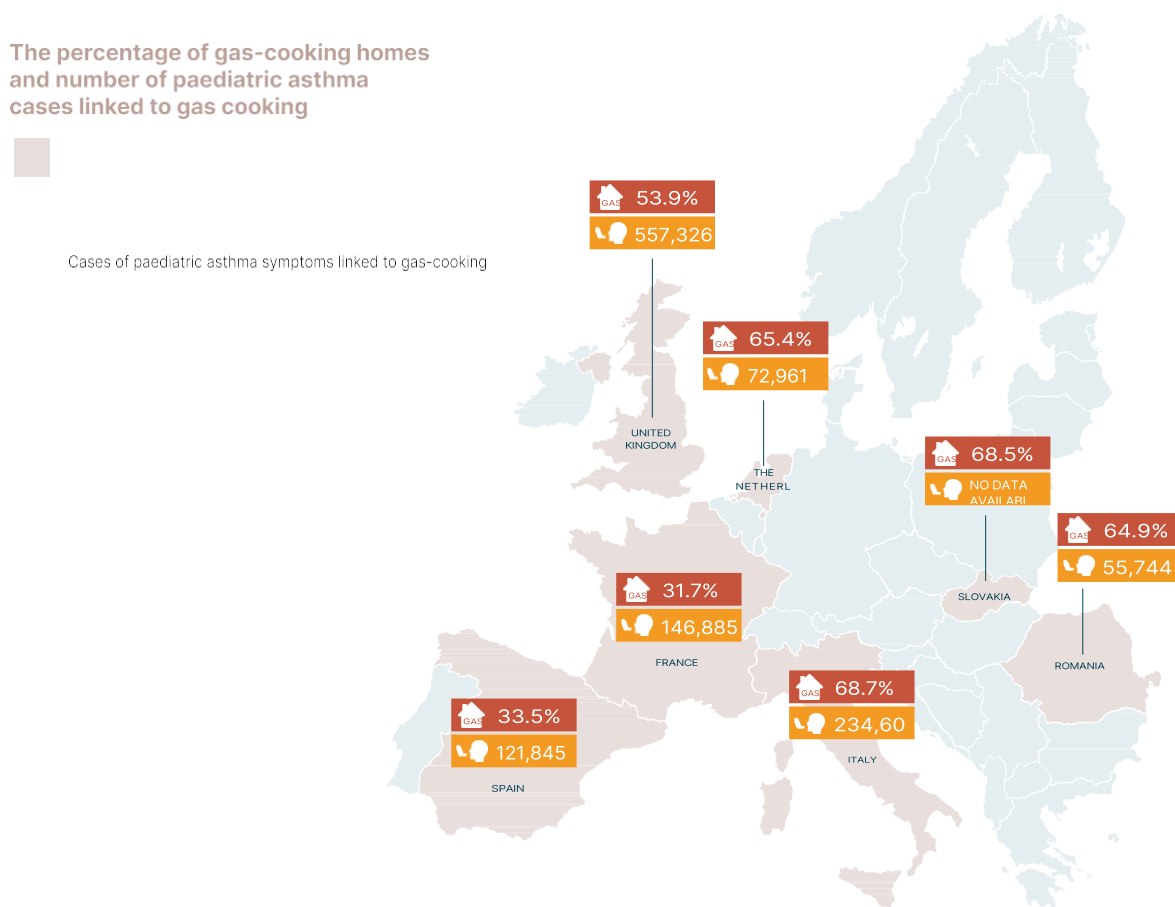 The percentage of gas-cooking homes
and number of paediatric asthma
cases linked to gas cooking
Cases of paediatric asthma symptoms linked to gas-cooking
GAS 53.9%
557,326
UNITED
KINGDOM
GAS 65.4%
72,961
THE
NETHERL
GAS 68.5%
NO DATA
AVAILABL
SLOVAKIA
GAS 64.9%
55,744
ROMANIA
GAS 31.7%
146,885
FRANCE
GAS 68.7%
234,60
ITALY
GAS 33.5%
121,845
SPAIN